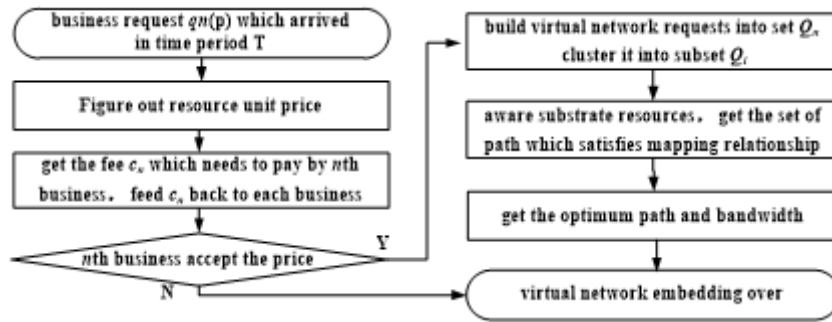 business request qn(p) which arrived
in time period T
Figure out resource unit price
get the fee cₙ which needs to pay by nth
business. feed cₙ back to each business
nth business accept the price
Y
N
build virtual network requests into set Qₙ
cluster it into subset Qᵢ
aware substrate resources. get the set of
path which satisfies mapping relationship
get the optimum path and bandwidth
virtual network embedding over